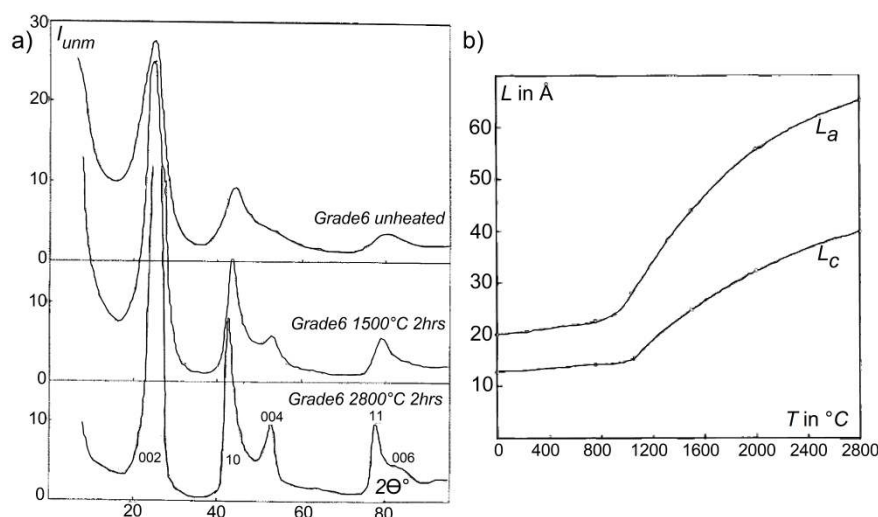 a)
I_unm
30
20
10
0
Grade6 unheated
10
0
Grade6 1500°C 2hrs
10
0
Grade6 2800°C 2hrs
002
10
004
11
006
2Θ°
20 40 60 80
b)
L in Å
60
50
40
30
20
10
L_a
L_c
T in °C
0 400 800 1200 1600 2000 2400 2800